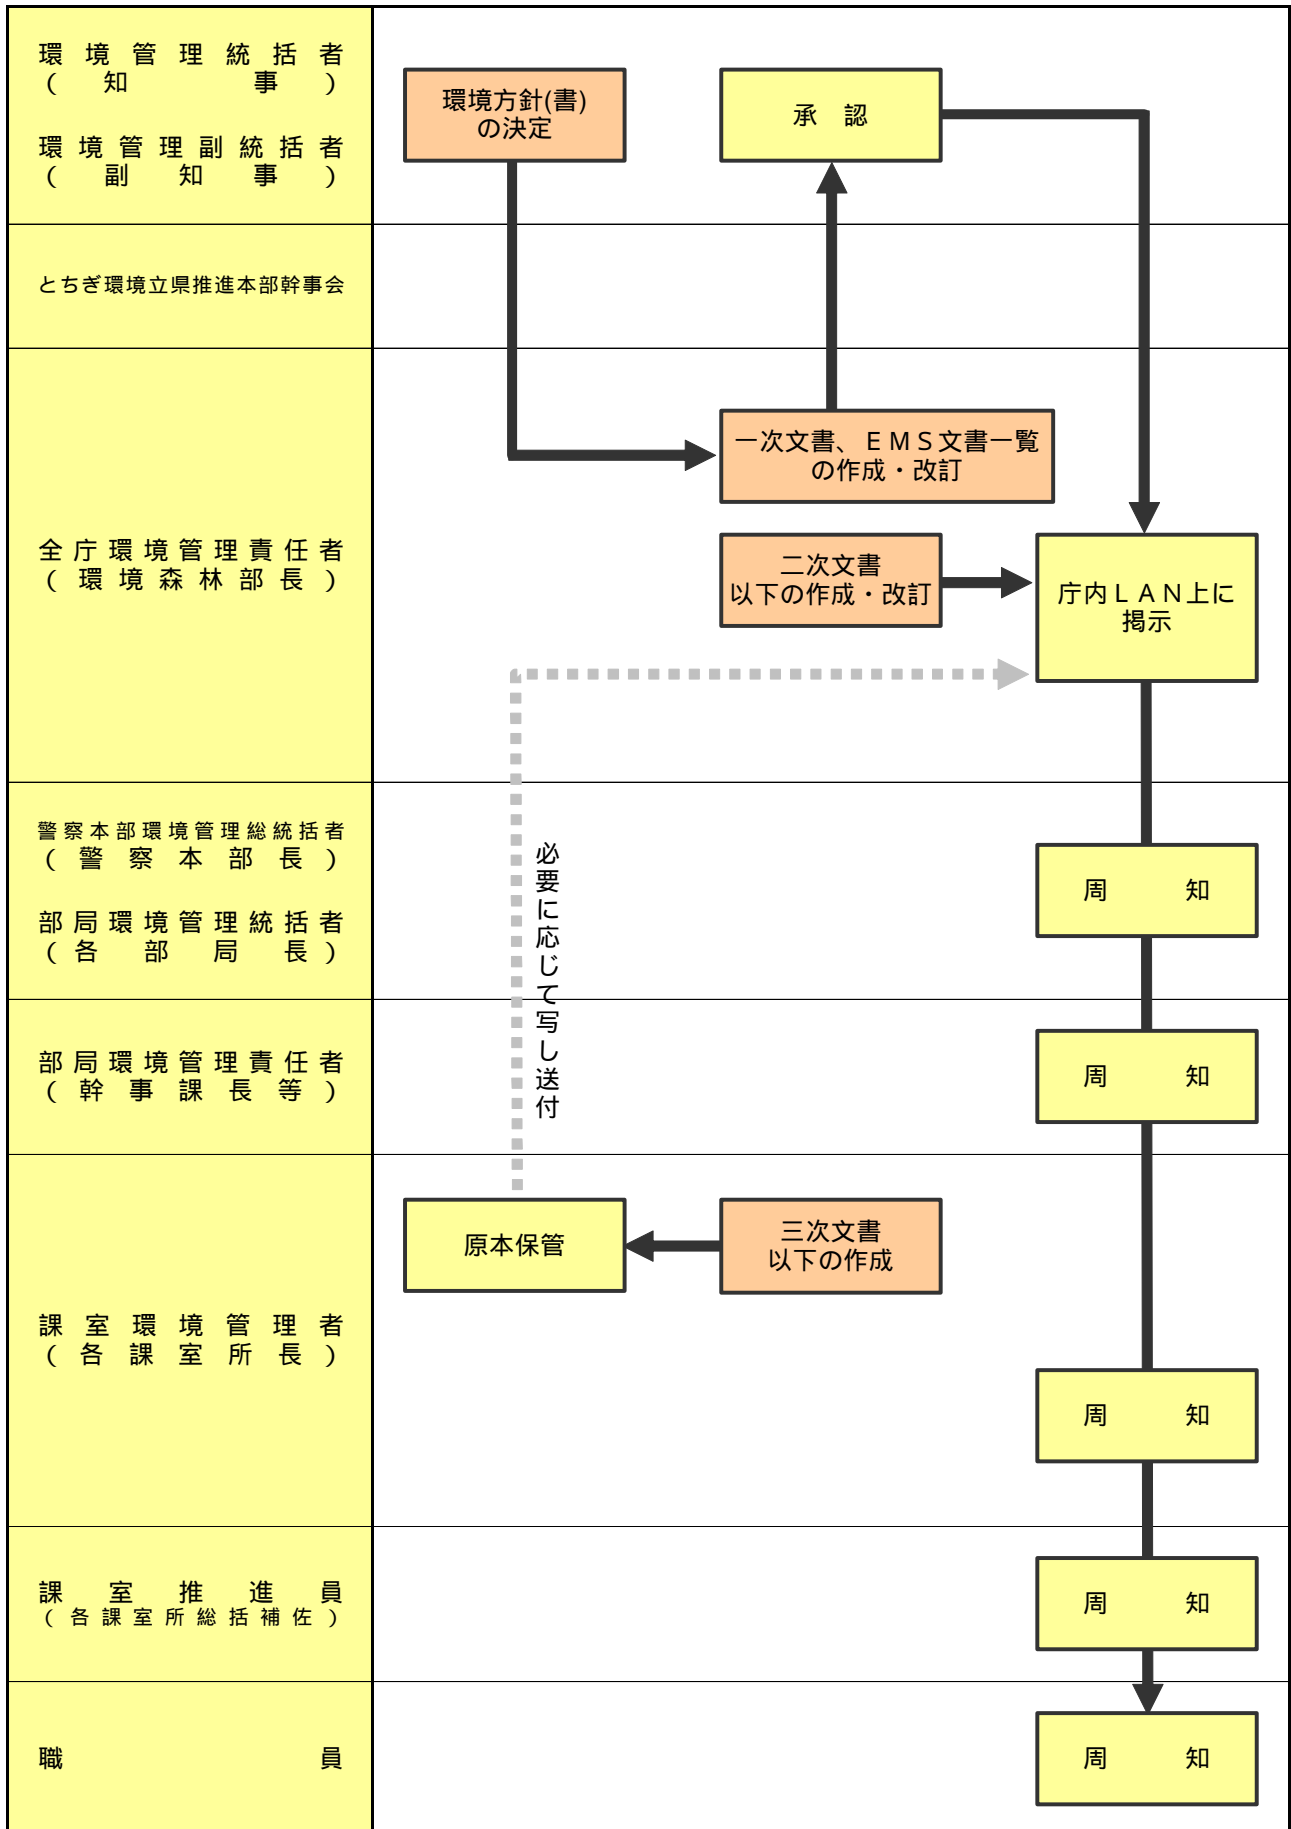 環境管理統括者
(知事)
環境管理副統括者
(副知事)
環境方針(書)
の決定
承 認
とちぎ環境立県推進本部幹事会
全庁環境管理責任者
(環境森林部長)
一次文書、ＥＭＳ文書一覧
の作成・改訂
二次文書
以下の作成・改訂
庁内ＬＡＮ上に
掲示
警察本部環境管理総統括者
(警察本部長)
部局環境管理統括者
(各部局長)
必要に応じて写し送付
周 知
部局環境管理責任者
(幹事課長等)
周 知
課室環境管理者
(各課室所長)
原本保管
三次文書
以下の作成
周 知
課室推進員
(各課室所総括補佐)
周 知
職員
周 知